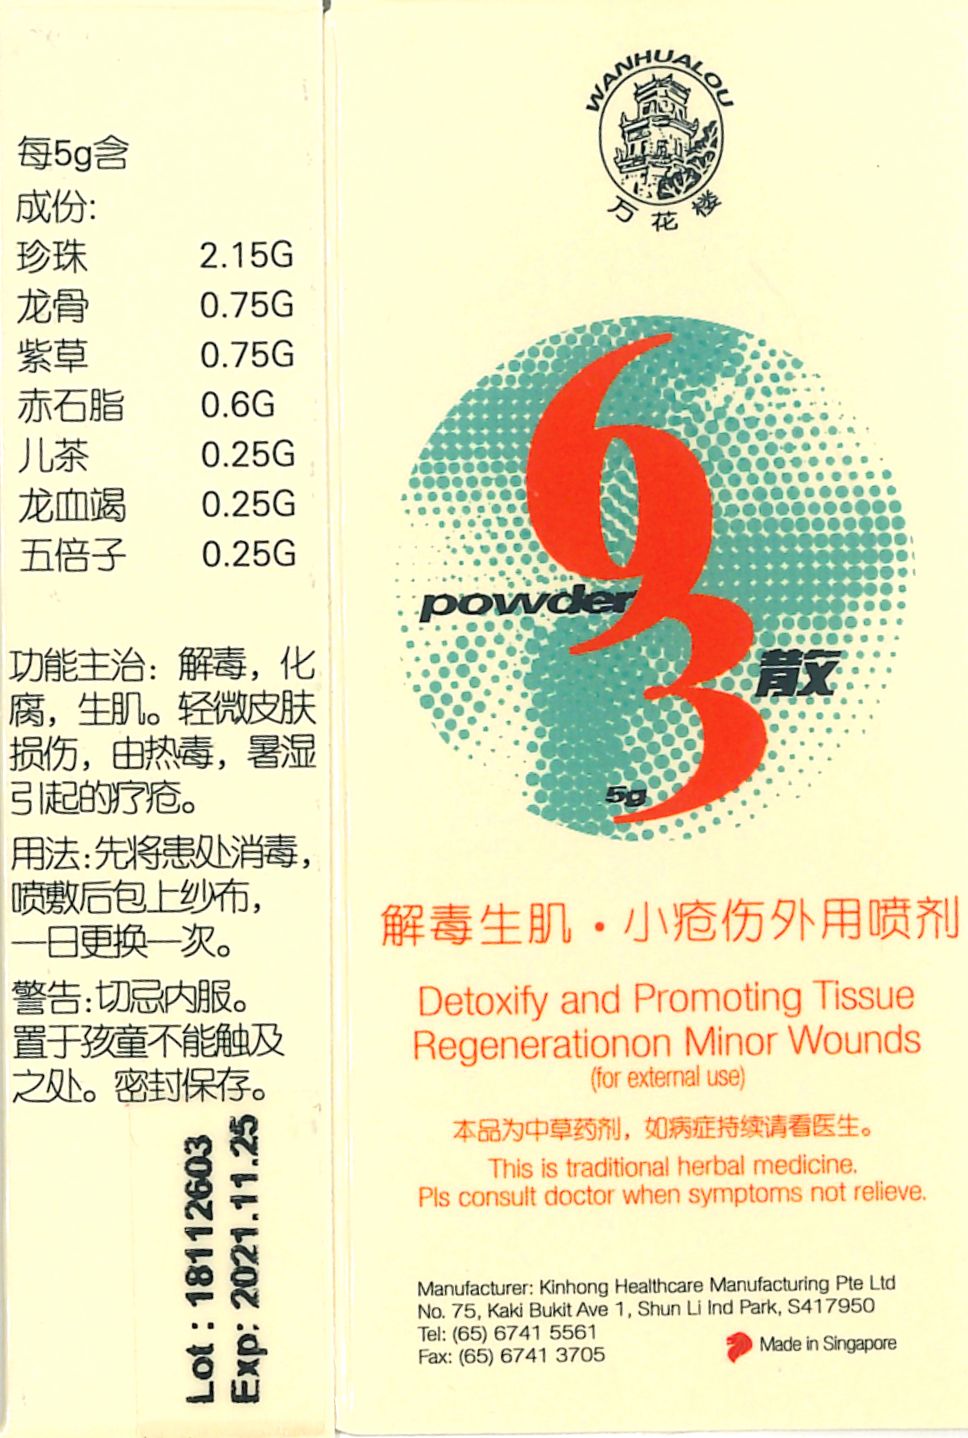 每5g含
成份:
珍珠 2.15G
龙骨 0.75G
紫草 0.75G
赤石脂 0.6G
儿茶 0.25G
龙血竭 0.25G
五倍子 0.25G
功能主治：解毒，化
腐，生肌。轻微皮肤
损伤，由热毒，暑湿
引起的疗疮。
用法:先将患处消毒，
喷敷后包上纱布，
一日更换一次。
警告:切忌内服。
置于孩童不能触及
之处。密封保存。
Lot : 18112603
Exp: 2021.11.25
WANHUALOU
万花楼
693
powder
散
5g
解毒生肌·小疮伤外用喷剂
Detoxify and Promoting Tissue
Regenerationon Minor Wounds
(for external use)
本品为中草药剂，如病症持续请看医生。
This is traditional herbal medicine.
Pls consult doctor when symptoms not relieve.
Manufacturer: Kinhong Healthcare Manufacturing Pte Ltd
No. 75, Kaki Bukit Ave 1, Shun Li Ind Park, S417950
Tel: (65) 6741 5561
Fax: (65) 6741 3705
Made in Singapore